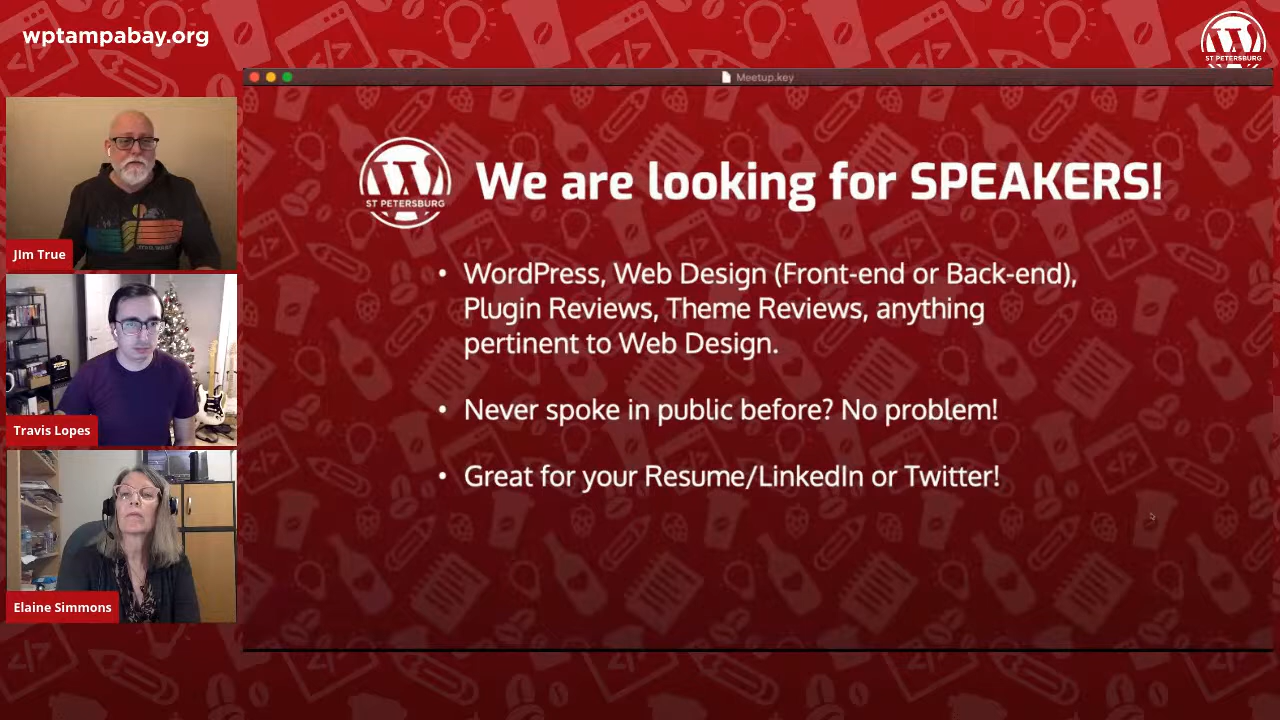 wptampabay.org
ST PETERSBURG
Meetup.key
JIm True
Travis Lopes
Elaine Simmons
ST PETERSBURG
We are looking for SPEAKERS!
• WordPress, Web Design (Front-end or Back-end),
Plugin Reviews, Theme Reviews, anything
pertinent to Web Design.
• Never spoke in public before? No problem!
• Great for your Resume/LinkedIn or Twitter!